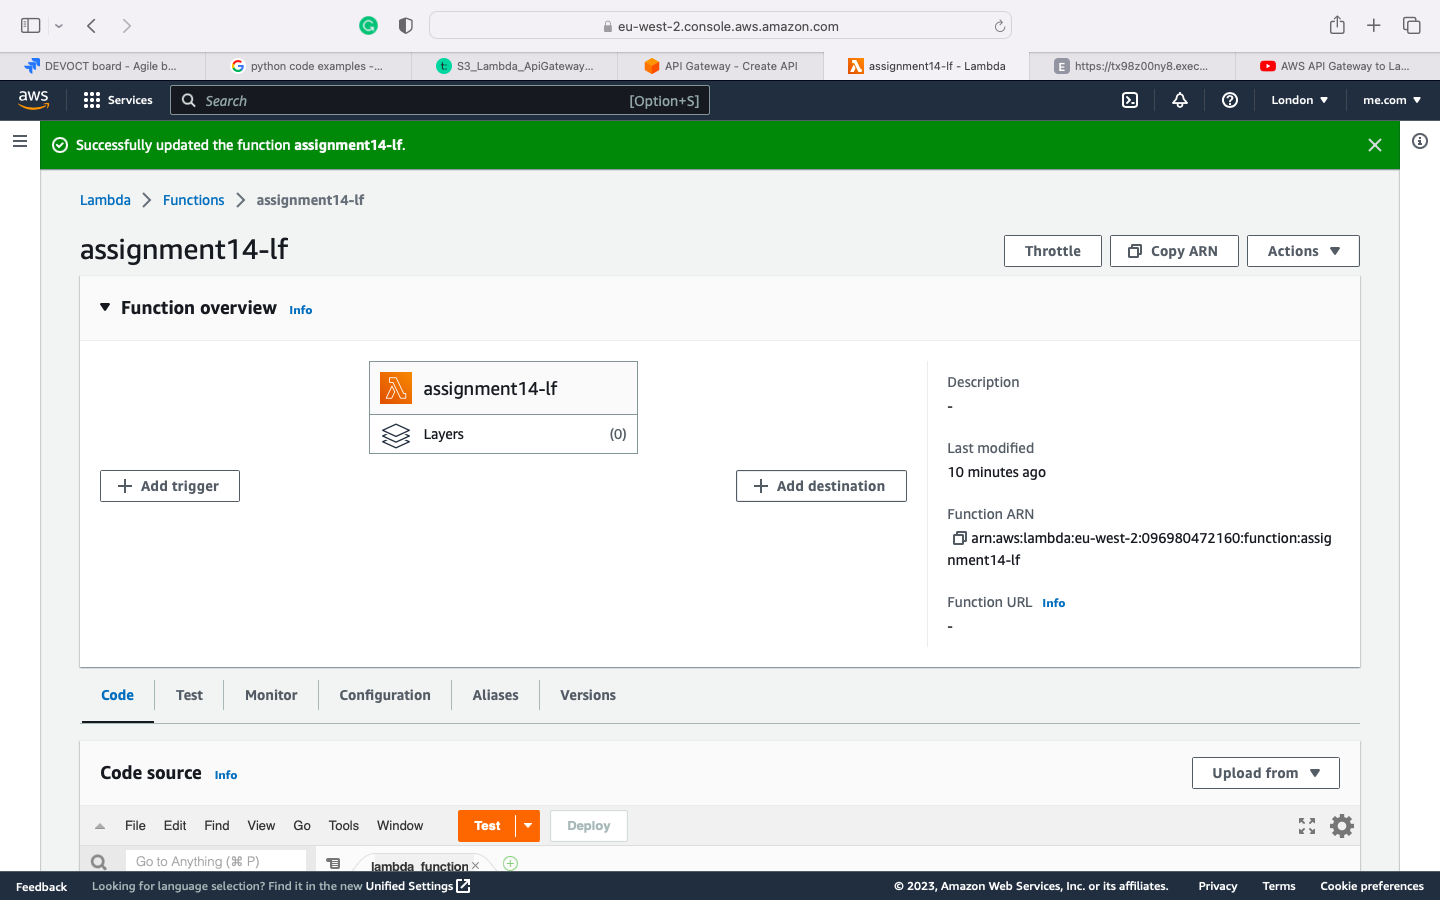 eu-west-2.console.aws.amazon.com
DEVOCT board - Agile b...
python code examples -...
S3_Lambda_ApiGateway...
API Gateway - Create API
assignment14-lf - Lambda
E https://tx98z00ny8.exec...
AWS API Gateway to La...
aws Services Search [Option+S] London me.com
Successfully updated the function assignment14-lf.
Lambda Functions assignment14-lf
assignment14-lf
Throttle Copy ARN Actions
Function overview Info
assignment14-lf
Layers (0)
Add trigger
Add destination
Description
-
Last modified
10 minutes ago
Function ARN
arn:aws:lambda:eu-west-2:096980472160:function:assig
nment14-lf
Function URL Info
-
Code Test Monitor Configuration Aliases Versions
Code source Info Upload from
File Edit Find View Go Tools Window Test Deploy
Go to Anything (⌘ P) lambda_function
Feedback Looking for language selection? Find it in the new Unified Settings © 2023, Amazon Web Services, Inc. or its affiliates. Privacy Terms Cookie preferences